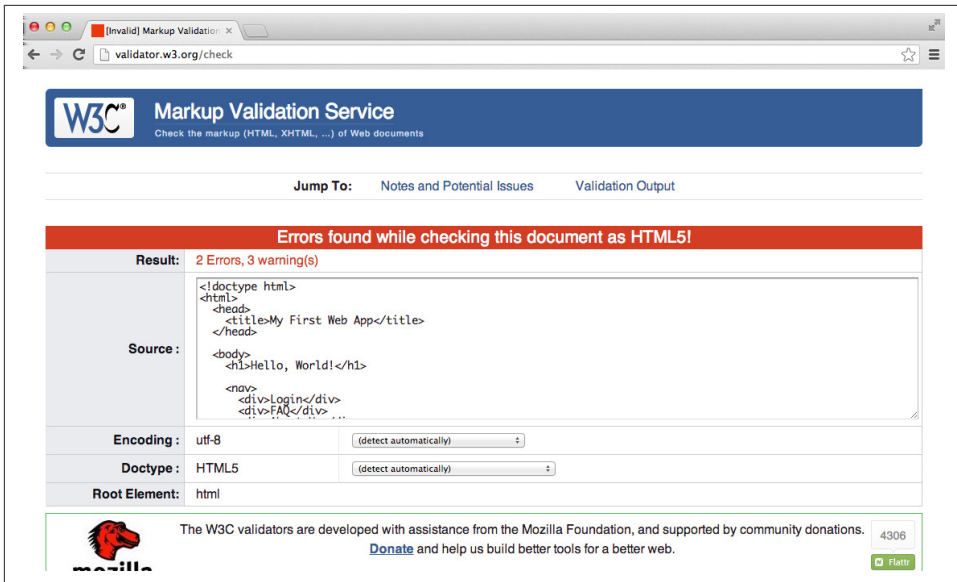 [Invalid] Markup Validation
validator.w3.org/check
W3C®
Markup Validation Service
Check the markup (HTML, XHTML, ...) of Web documents
Jump To: Notes and Potential Issues Validation Output
Errors found while checking this document as HTML5!
Result: 2 Errors, 3 warning(s)
Source :
<!doctype html>
<html>
<head>
<title>My First Web App</title>
</head>
<body>
<h1>Hello, World!</h1>
<nav>
<div>Login</div>
<div>FAQ</div>
Encoding : utf-8 (detect automatically)
Doctype : HTML5 (detect automatically)
Root Element: html
The W3C validators are developed with assistance from the Mozilla Foundation, and supported by community donations.
Donate and help us build better tools for a better web.
4306
Flattr
mozilla